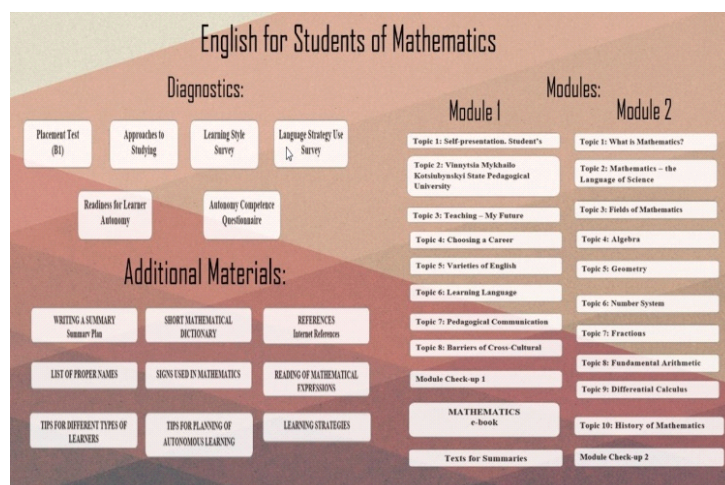 English for Students of Mathematics
Diagnostics:
Placement Test
(B1)
Approaches to
Studying
Learning Style
Survey
Language Strategy Use
Survey
Readiness for Learner
Autonomy
Autonomy Competence
Questionnaire
Additional Materials:
WRITING A SUMMARY
Summary Plan
SHORT MATHEMATICAL
DICTIONARY
REFERENCES
Internet References
LIST OF PROPER NAMES
SIGNS USED IN MATHEMATICS
READING OF MATHEMATICAL
EXPRESSIONS
TIPS FOR DIFFERENT TYPES OF
LEARNERS
TIPS FOR PLANNING OF
AUTONOMOUS LEARNING
LEARNING STRATEGIES
Modules:
Module 1
Topic 1: Self-presentation. Student's
Topic 2: Vinnytsia Mykhailo
Kotsiubynskyi State Pedagogical
University
Topic 3: Teaching – My Future
Topic 4: Choosing a Career
Topic 5: Varieties of English
Topic 6: Learning Language
Topic 7: Pedagogical Communication
Topic 8: Barriers of Cross-Cultural
Module Check-up 1
MATHEMATICS
e-book
Texts for Summaries
Module 2
Topic 1: What is Mathematics?
Topic 2: Mathematics – the
Language of Science
Topic 3: Fields of Mathematics
Topic 4: Algebra
Topic 5: Geometry
Topic 6: Number System
Topic 7: Fractions
Topic 8: Fundamental Arithmetic
Topic 9: Differential Calculus
Topic 10: History of Mathematics
Module Check-up 2